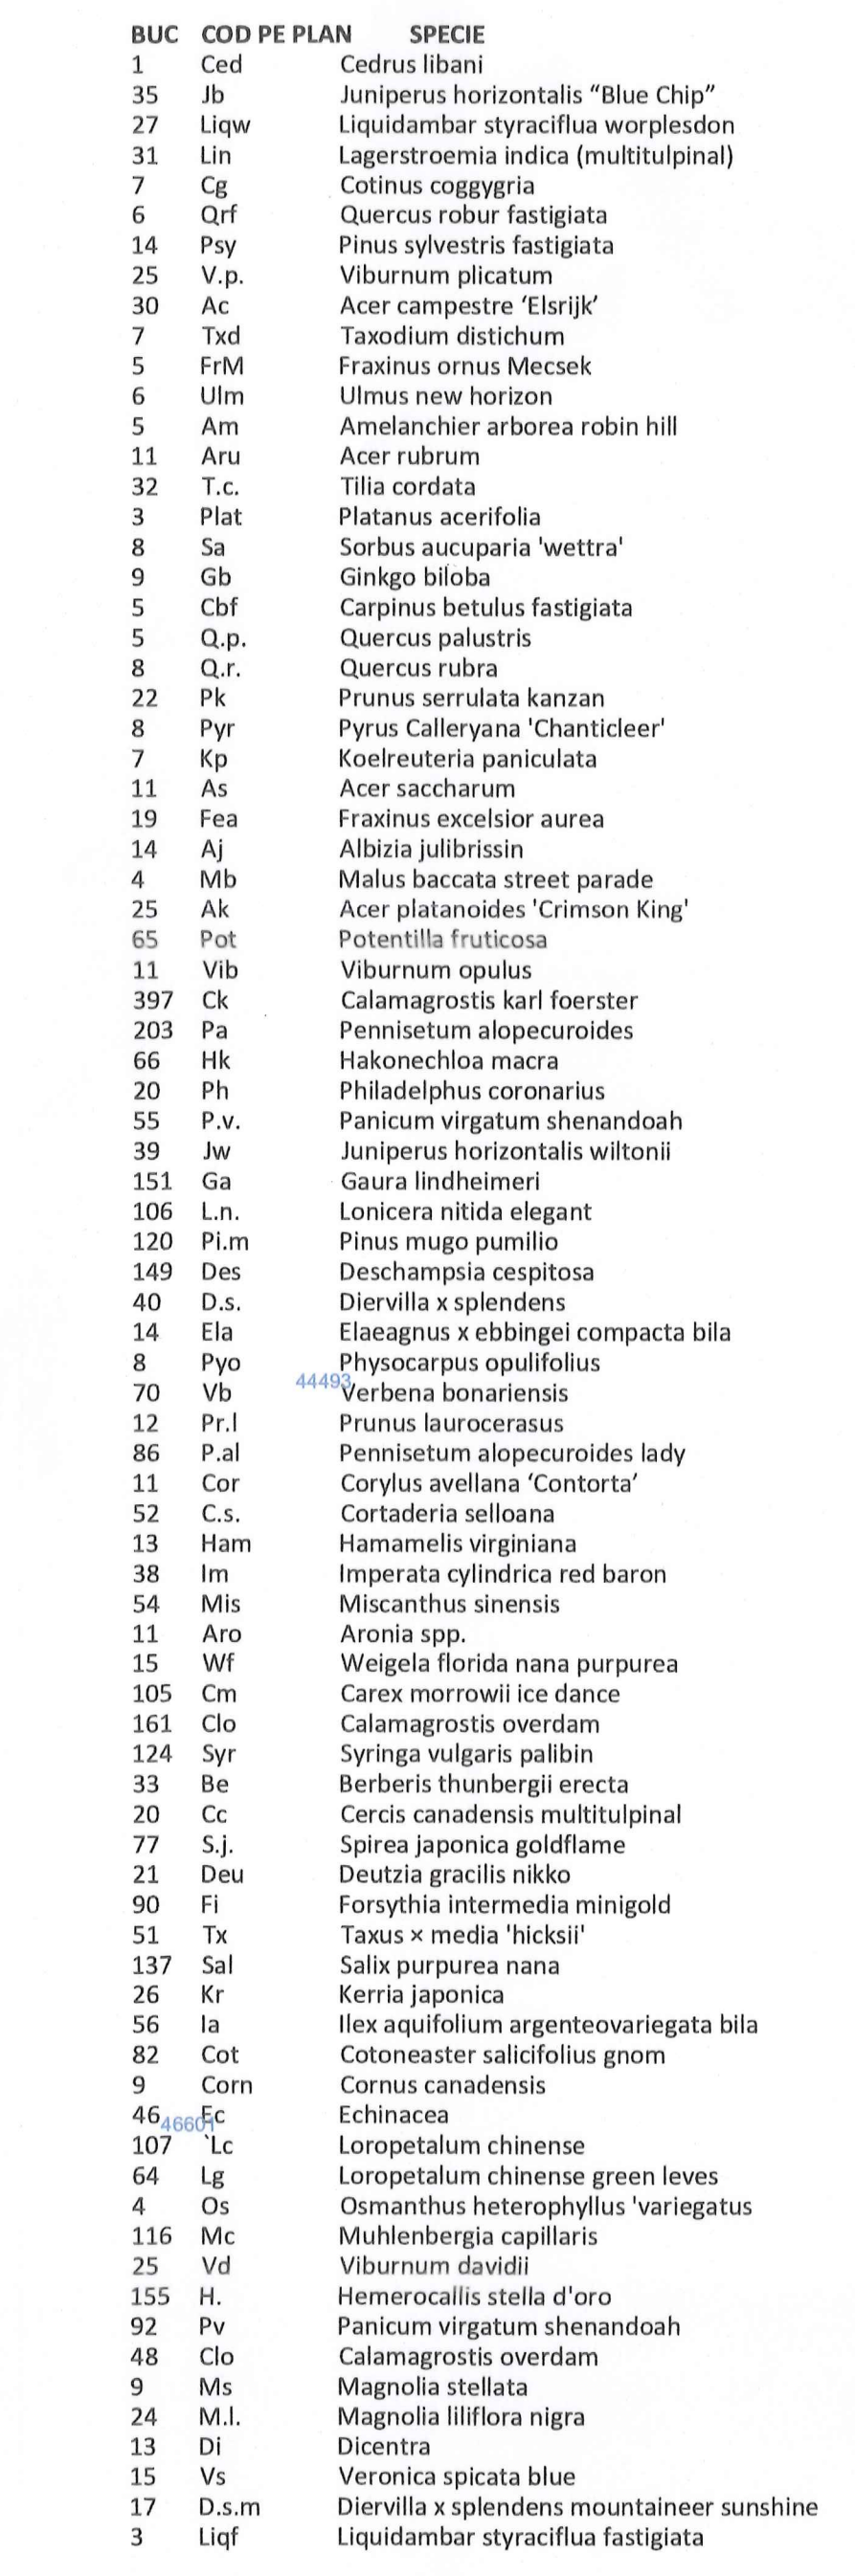 BUC COD PE PLAN SPECIE
1 Ced Cedrus libani
35 Jb Juniperus horizontalis “Blue Chip”
27 Liqw Liquidambar styraciflua worplesdon
31 Lin Lagerstroemia indica (multitulpinal)
7 Cg Cotinus coggygria
6 Qrf Quercus robur fastigiata
14 Psy Pinus sylvestris fastigiata
25 V.p. Viburnum plicatum
30 Ac Acer campestre ‘Elsrijk’
7 Txd Taxodium distichum
5 FrM Fraxinus ornus Mecsek
6 Ulm Ulmus new horizon
5 Am Amelanchier arborea robin hill
11 Aru Acer rubrum
32 T.c. Tilia cordata
3 Plat Platanus acerifolia
8 Sa Sorbus aucuparia 'wettra'
9 Gb Ginkgo biloba
5 Cbf Carpinus betulus fastigiata
5 Q.p. Quercus palustris
8 Q.r. Quercus rubra
22 Pk Prunus serrulata kanzan
8 Pyr Pyrus Calleryana 'Chanticleer'
7 Kp Koelreuteria paniculata
11 As Acer saccharum
19 Fea Fraxinus excelsior aurea
14 Aj Albizia julibrissin
4 Mb Malus baccata street parade
25 Ak Acer platanoides 'Crimson King'
65 Pot Potentilla fruticosa
11 Vib Viburnum opulus
397 Ck Calamagrostis karl foerster
203 Pa Pennisetum alopecuroides
66 Hk Hakonechloa macra
20 Ph Philadelphus coronarius
55 P.v. Panicum virgatum shenandoah
39 Jw Juniperus horizontalis wiltonii
151 Ga Gaura lindheimeri
106 L.n. Lonicera nitida elegant
120 Pi.m Pinus mugo pumilio
149 Des Deschampsia cespitosa
40 D.s. Diervilla x splendens
14 Ela Elaeagnus x ebbingei compacta bila
8 Pyo Physocarpus opulifolius
44493
70 Vb Verbena bonariensis
12 Pr.l Prunus laurocerasus
86 P.al Pennisetum alopecuroides lady
11 Cor Corylus avellana ‘Contorta’
52 C.s. Cortaderia selloana
13 Ham Hamamelis virginiana
38 Im Imperata cylindrica red baron
54 Mis Miscanthus sinensis
11 Aro Aronia spp.
15 Wf Weigela florida nana purpurea
105 Cm Carex morrowii ice dance
161 Clo Calamagrostis overdam
124 Syr Syringa vulgaris palibin
33 Be Berberis thunbergii erecta
20 Cc Cercis canadensis multitulpinal
77 S.j. Spirea japonica goldflame
21 Deu Deutzia gracilis nikko
90 Fi Forsythia intermedia minigold
51 Tx Taxus × media 'hicksii'
137 Sal Salix purpurea nana
26 Kr Kerria japonica
56 Ia Ilex aquifolium argenteovariegata bila
82 Cot Cotoneaster salicifolius gnom
9 Corn Cornus canadensis
46 Ec Echinacea
46601
107 `Lc Loropetalum chinense
64 Lg Loropetalum chinense green leves
4 Os Osmanthus heterophyllus 'variegatus
116 Mc Muhlenbergia capillaris
25 Vd Viburnum davidii
155 H. Hemerocallis stella d'oro
92 Pv Panicum virgatum shenandoah
48 Clo Calamagrostis overdam
9 Ms Magnolia stellata
24 M.l. Magnolia liliflora nigra
13 Di Dicentra
15 Vs Veronica spicata blue
17 D.s.m Diervilla x splendens mountaineer sunshine
3 Liqf Liquidambar styraciflua fastigiata